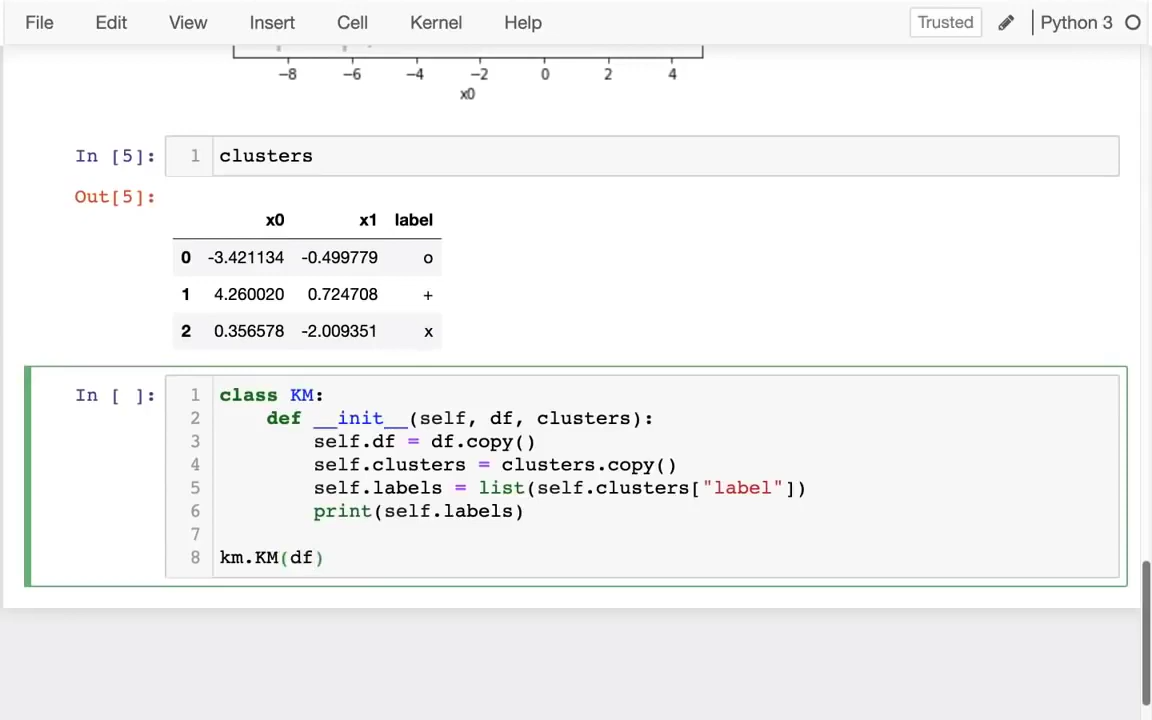 File Edit View Insert Cell Kernel Help Trusted Python 3
−8 −6 −4 −2 0 2 4
x0
In [5]: 1 clusters
Out[5]:
x0 x1 label
0 -3.421134 -0.499779 o
1 4.260020 0.724708 +
2 0.356578 -2.009351 x
In [ ]: 1 class KM:
2 def __init__(self, df, clusters):
3 self.df = df.copy()
4 self.clusters = clusters.copy()
5 self.labels = list(self.clusters["label"])
6 print(self.labels)
7
8 km.KM(df)